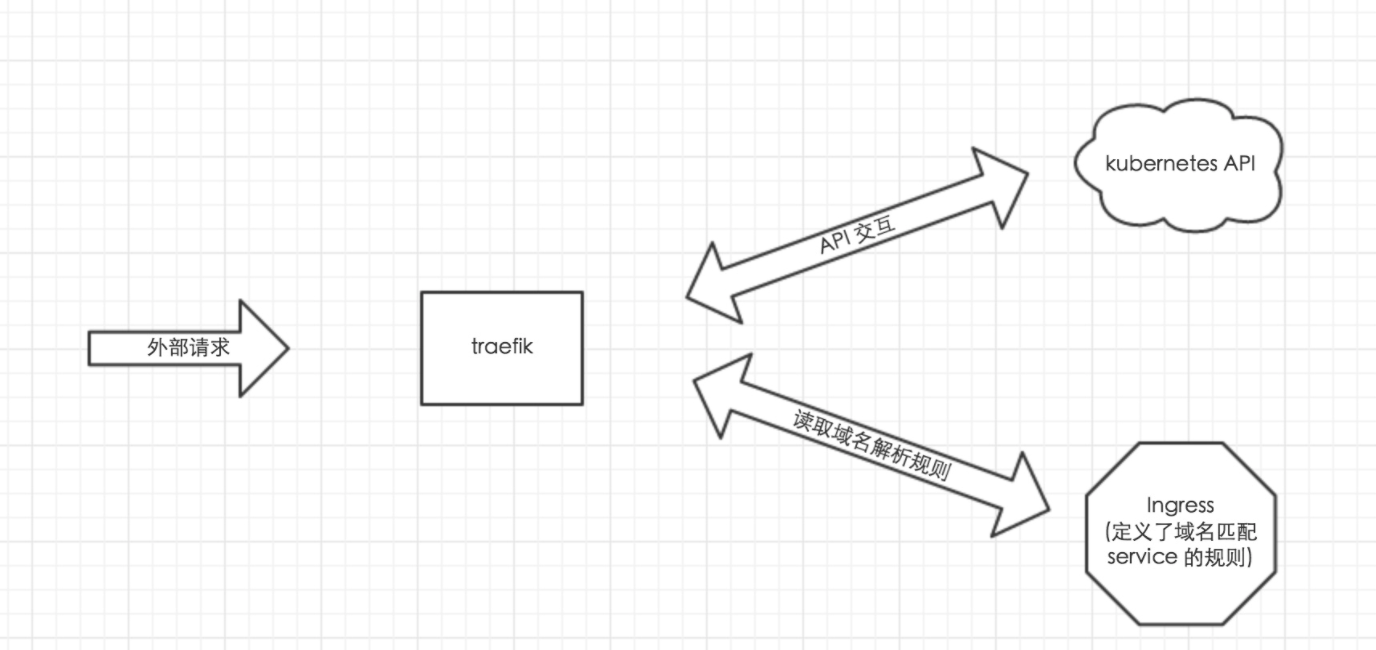 kubernetes API
API 交互
外部请求
traefik
读取域名解析规则
Ingress
(定义了域名匹配
service 的规则)